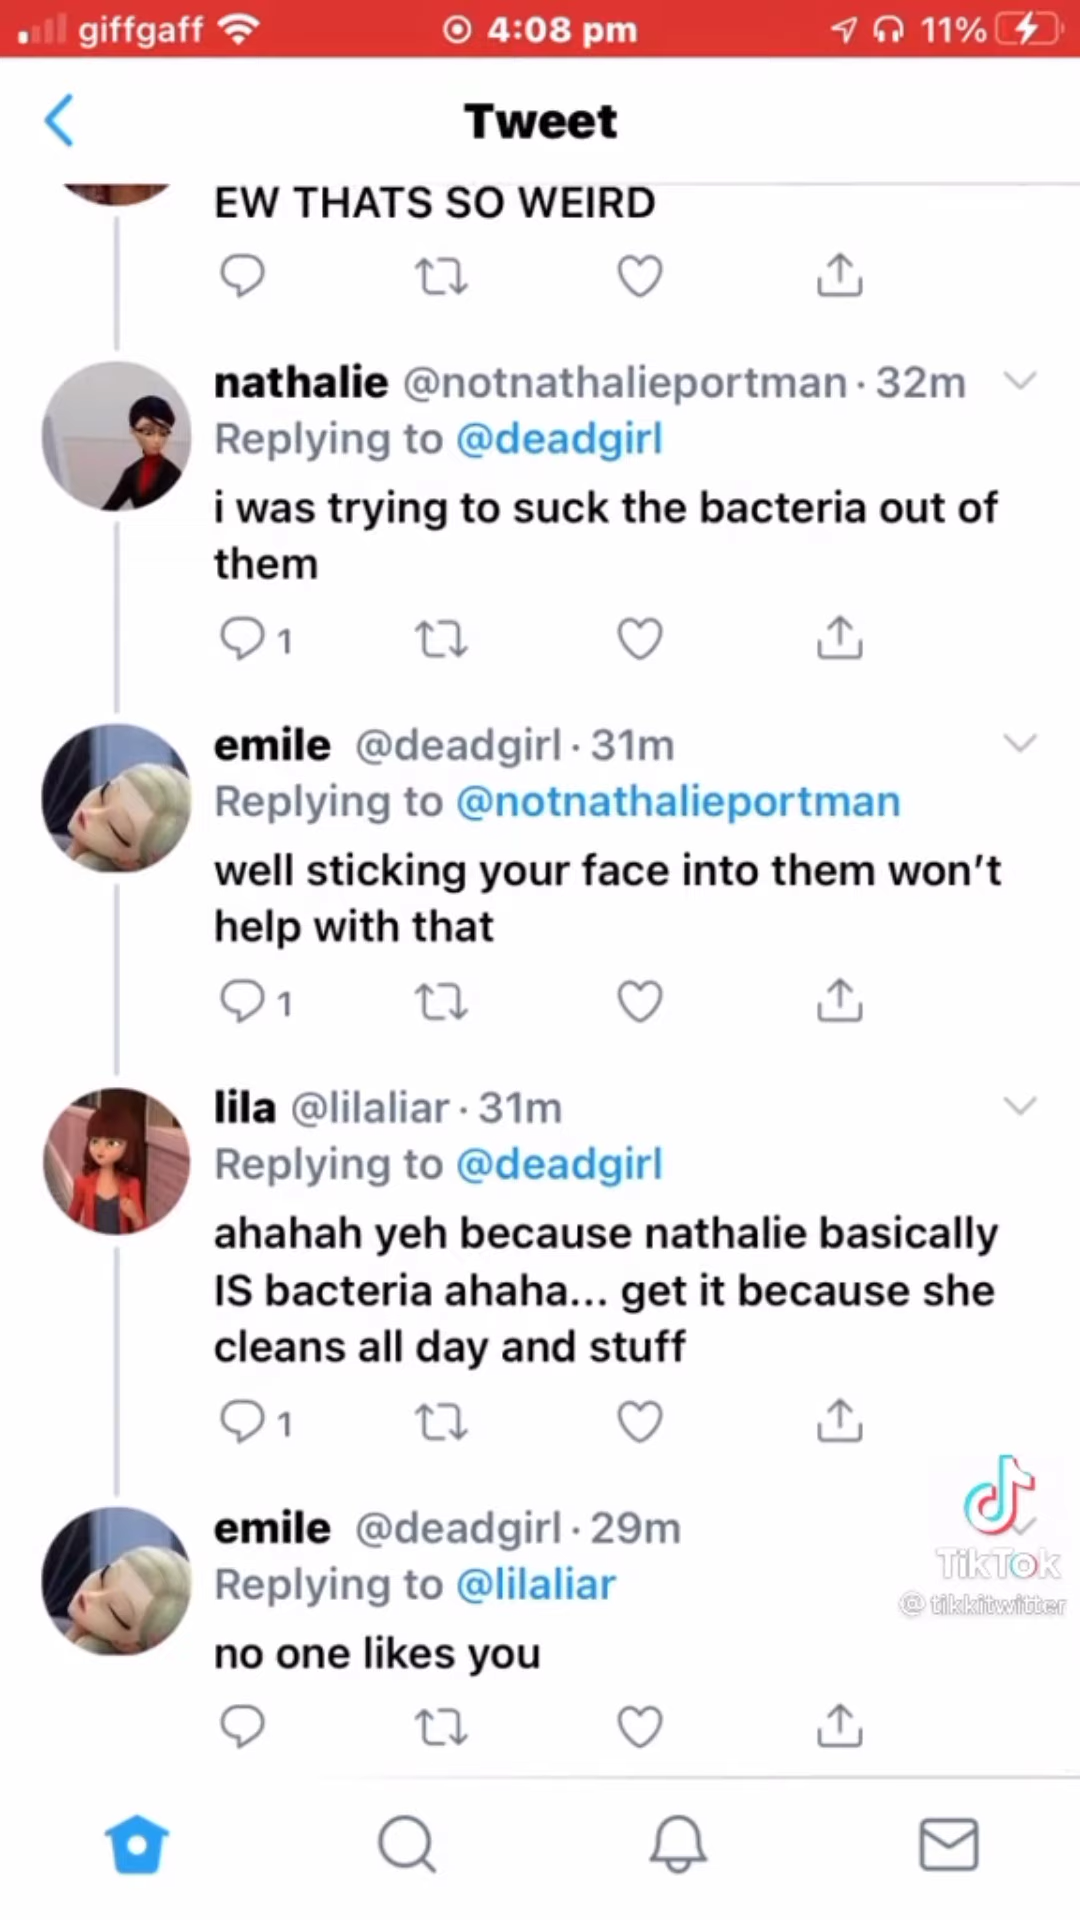 giffgaff 4:08 pm 11%
Tweet
EW THATS SO WEIRD
nathalie @notnathalieportman · 32m
Replying to @deadgirl
i was trying to suck the bacteria out of
them
1
emile @deadgirl · 31m
Replying to @notnathalieportman
well sticking your face into them won't
help with that
1
lila @lilaliar · 31m
Replying to @deadgirl
ahahah yeh because nathalie basically
IS bacteria ahaha... get it because she
cleans all day and stuff
1
emile @deadgirl · 29m
Replying to @lilaliar
no one likes you
TikTok
@ tikkitwitter